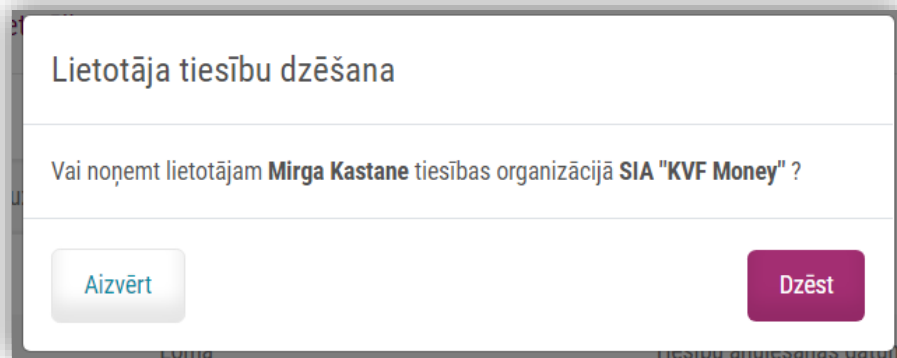 Lietotāja tiesību dzēšana
Vai noņemt lietotājam Mirga Kastane tiesības organizācijā SIA "KVF Money" ?
Aizvērt
Dzēst